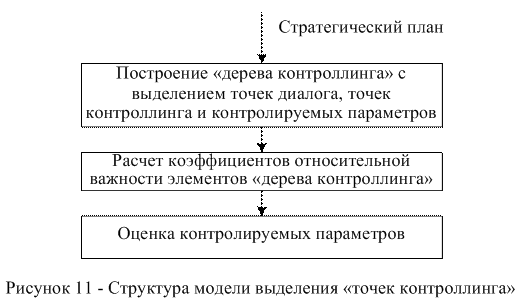 Стратегический план
Построение «дерева контроллинга» с
выделением точек диалога, точек
контроллинга и контролируемых параметров
Расчет коэффициентов относительной
важности элементов «дерева контроллинга»
Оценка контролируемых параметров
Рисунок 11 - Структура модели выделения «точек контроллинга»